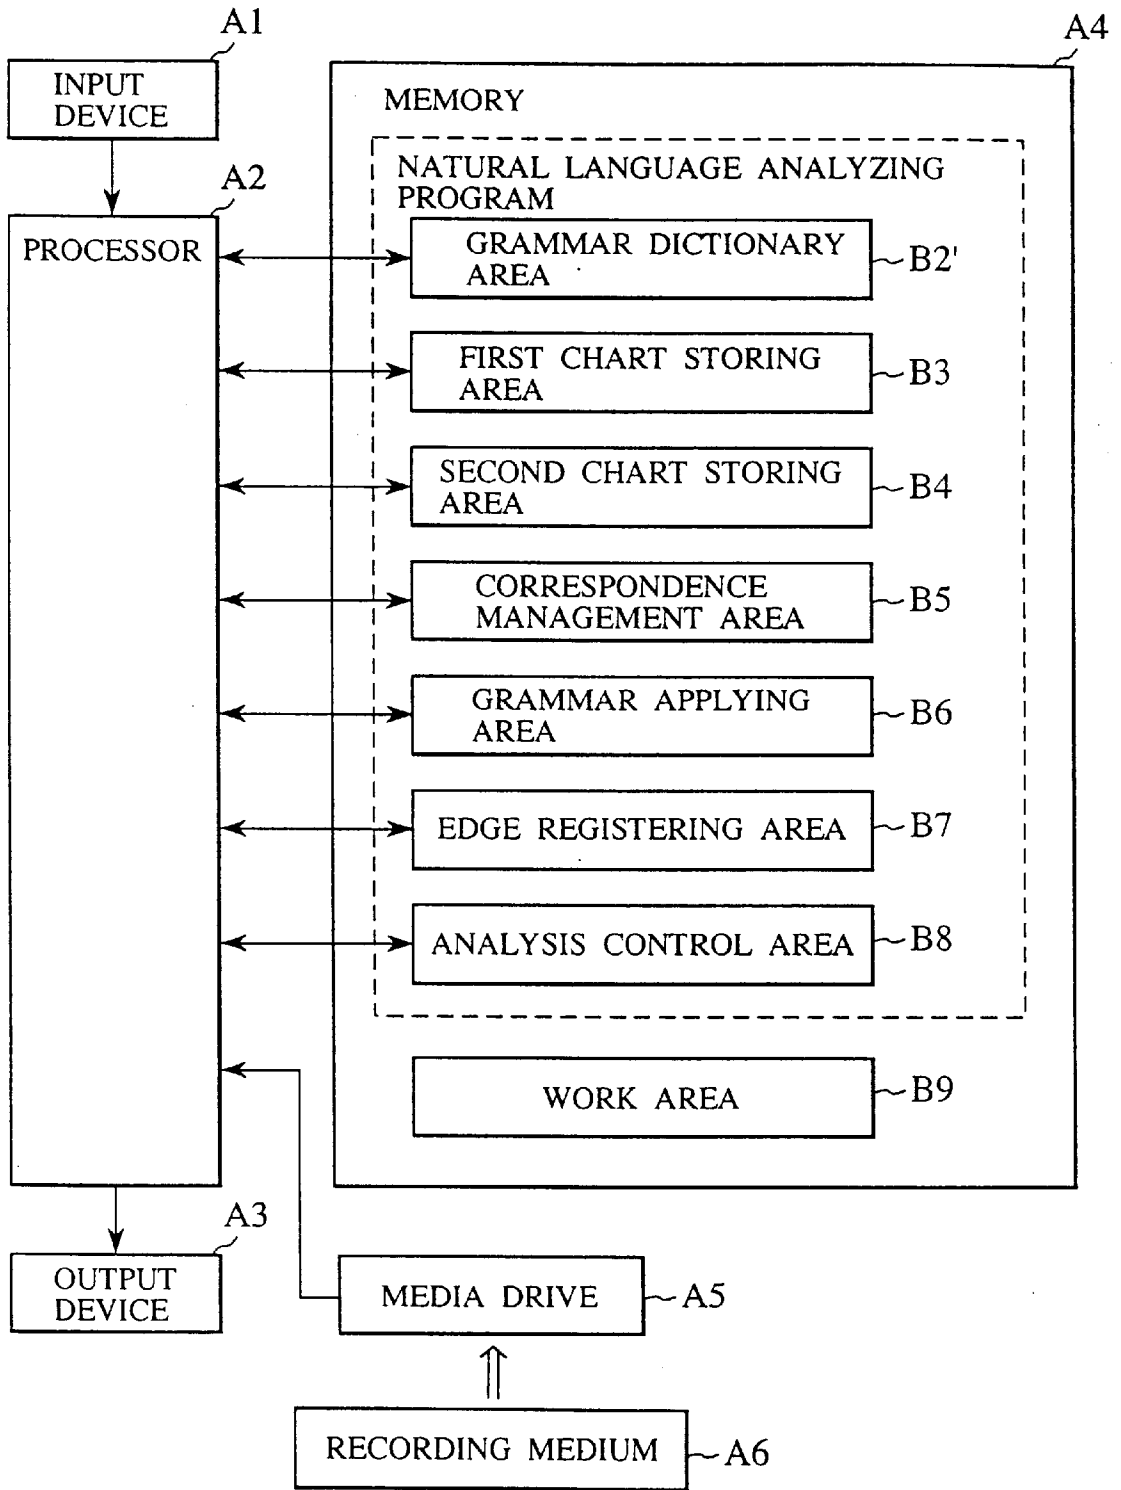 A1
INPUT
DEVICE
A4
MEMORY
A2
PROCESSOR
NATURAL LANGUAGE ANALYZING
PROGRAM
GRAMMAR DICTIONARY
AREA
B2'
FIRST CHART STORING
AREA
B3
SECOND CHART STORING
AREA
B4
CORRESPONDENCE
MANAGEMENT AREA
B5
GRAMMAR APPLYING
AREA
B6
EDGE REGISTERING AREA
B7
ANALYSIS CONTROL AREA
B8
WORK AREA
B9
A3
OUTPUT
DEVICE
MEDIA DRIVE
A5
RECORDING MEDIUM
A6